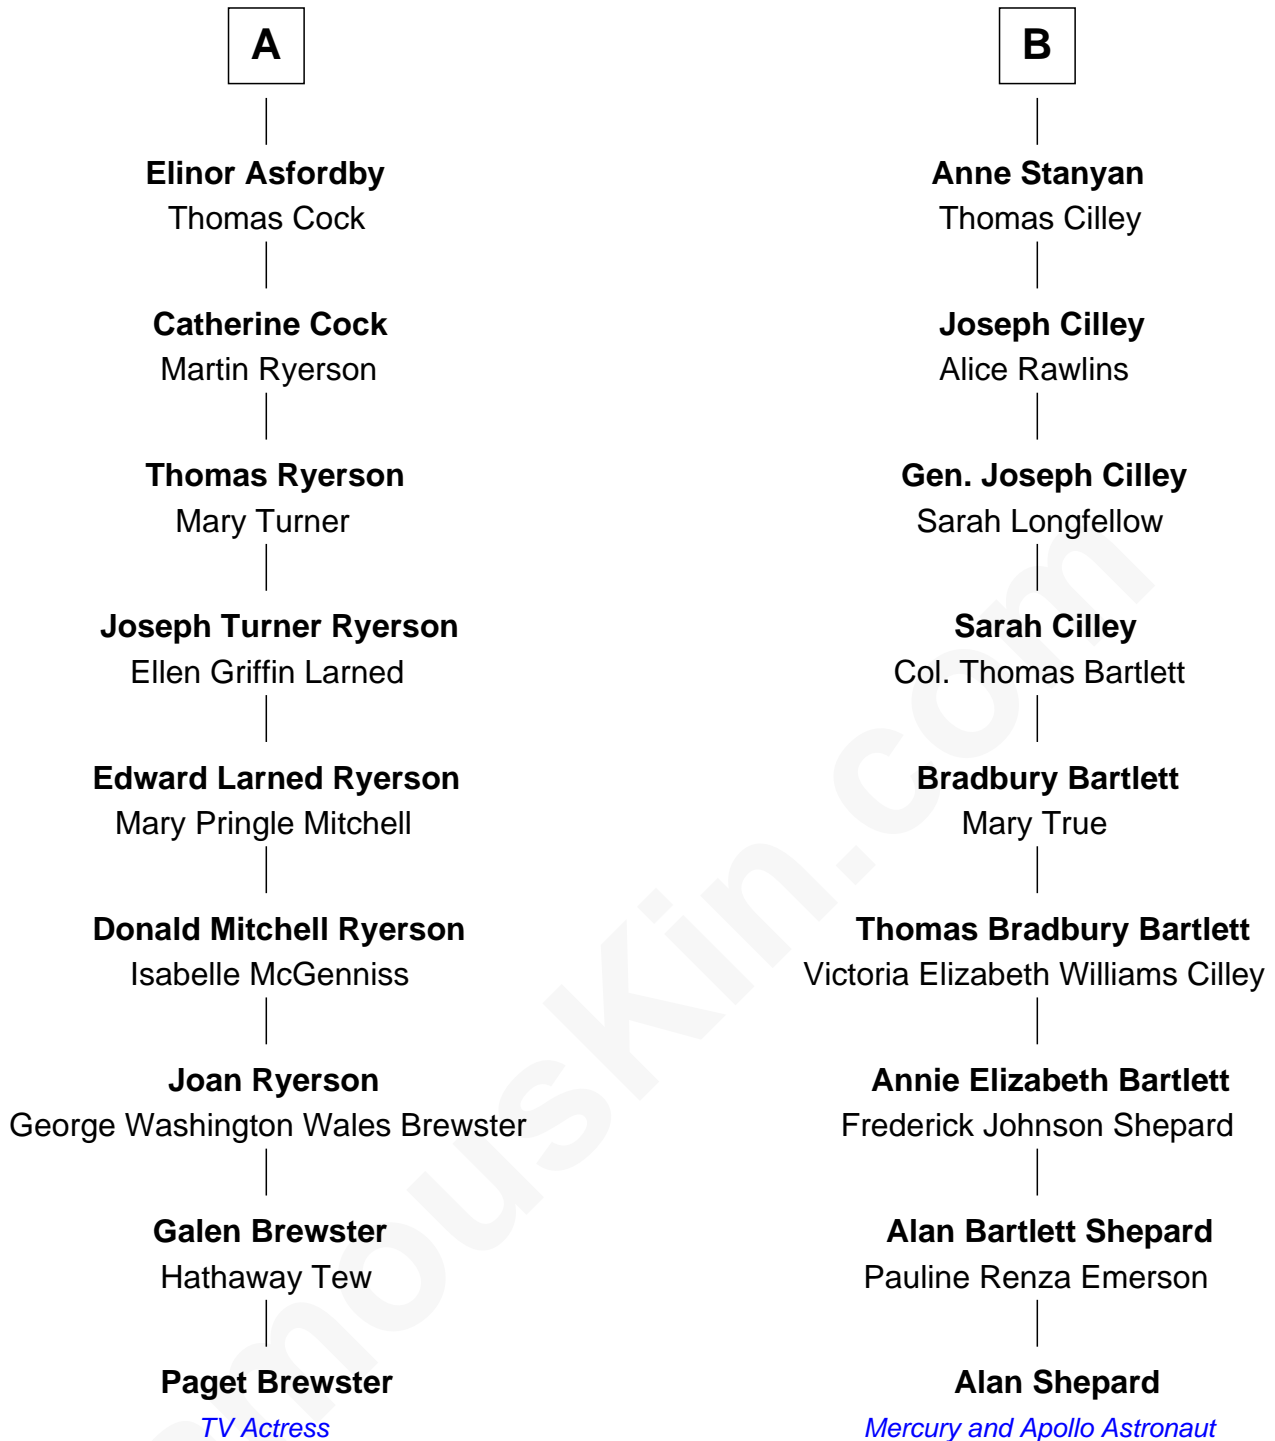 A
Elinor Asfordby
Thomas Cock
Catherine Cock
Martin Ryerson
Thomas Ryerson
Mary Turner
Joseph Turner Ryerson
Ellen Griffin Larned
Edward Larned Ryerson
Mary Pringle Mitchell
Donald Mitchell Ryerson
Isabelle McGenniss
Joan Ryerson
George Washington Wales Brewster
Galen Brewster
Hathaway Tew
Paget Brewster
TV Actress
B
Anne Stanyan
Thomas Cilley
Joseph Cilley
Alice Rawlins
Gen. Joseph Cilley
Sarah Longfellow
Sarah Cilley
Col. Thomas Bartlett
Bradbury Bartlett
Mary True
Thomas Bradbury Bartlett
Victoria Elizabeth Williams Cilley
Annie Elizabeth Bartlett
Frederick Johnson Shepard
Alan Bartlett Shepard
Pauline Renza Emerson
Alan Shepard
Mercury and Apollo Astronaut
mousKin.com